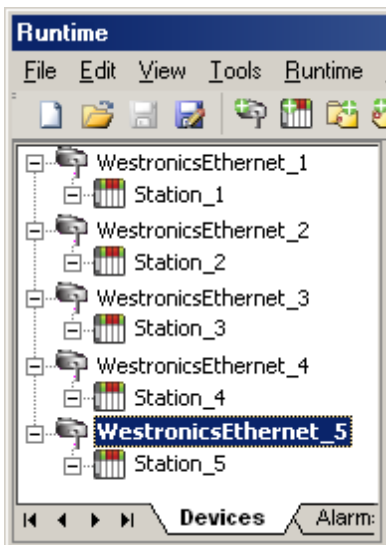 Runtime
File Edit View Tools Runtime
WestronicsEthernet_1
Station_1
WestronicsEthernet_2
Station_2
WestronicsEthernet_3
Station_3
WestronicsEthernet_4
Station_4
WestronicsEthernet_5
Station_5
Devices Alarm